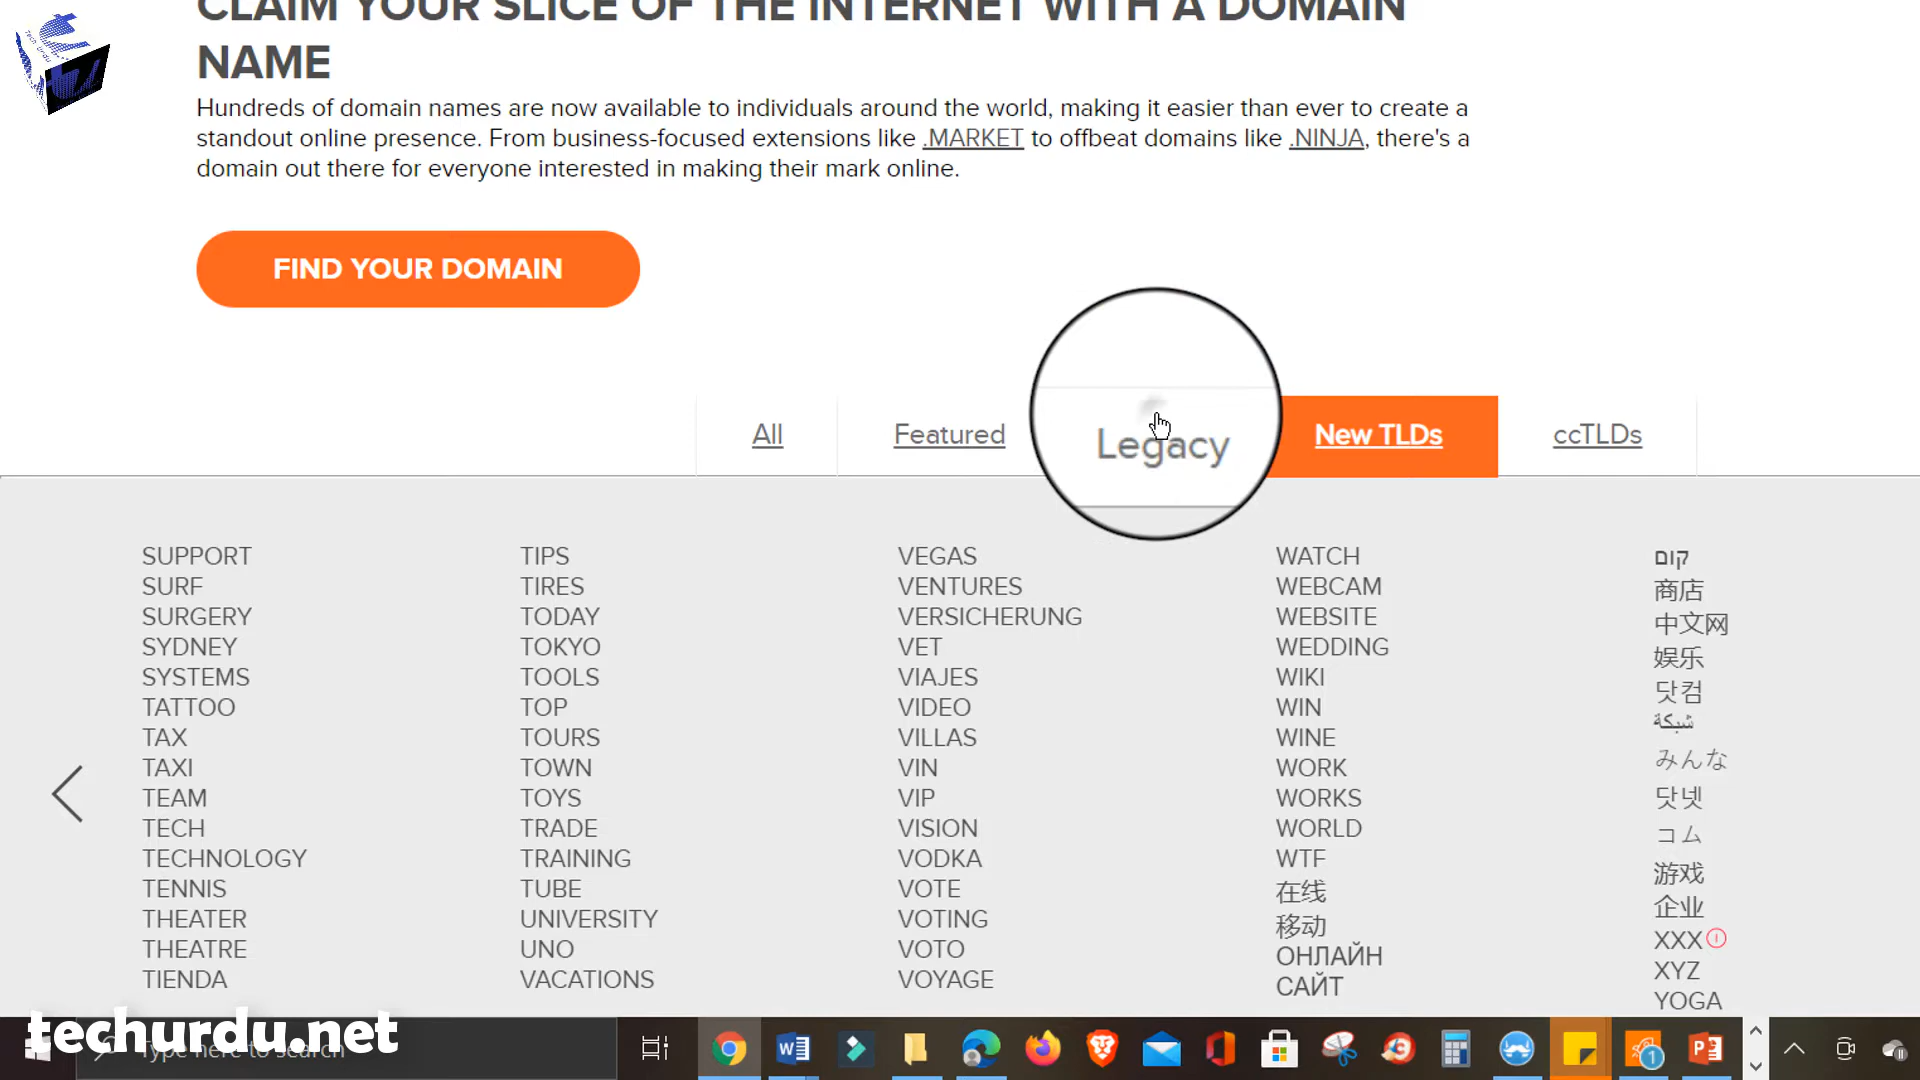 CLAIM YOUR SLICE OF THE INTERNET WITH A DOMAIN
NAME
Hundreds of domain names are now available to individuals around the world, making it easier than ever to create a
standout online presence. From business-focused extensions like .MARKET to offbeat domains like .NINJA, there's a
domain out there for everyone interested in making their mark online.
FIND YOUR DOMAIN
All
Featured
Legacy
New TLDs
ccTLDs
SUPPORT
SURF
SURGERY
SYDNEY
SYSTEMS
TATTOO
TAX
TAXI
TEAM
TECH
TECHNOLOGY
TENNIS
THEATER
THEATRE
TIENDA
TIPS
TIRES
TODAY
TOKYO
TOOLS
TOP
TOURS
TOWN
TOYS
TRADE
TRAINING
TUBE
UNIVERSITY
UNO
VACATIONS
VEGAS
VENTURES
VERSICHERUNG
VET
VIAJES
VIDEO
VILLAS
VIN
VIP
VISION
VODKA
VOTE
VOTING
VOTO
VOYAGE
WATCH
WEBCAM
WEBSITE
WEDDING
WIKI
WIN
WINE
WORK
WORKS
WORLD
WTF
在线
移动
ОНЛАЙН
САЙТ
קום
商店
中文网
娱乐
닷컴
شبكة
みんな
닷넷
コム
游戏
企业
XXX
XYZ
YOGA
techurdu.net
Type here to search